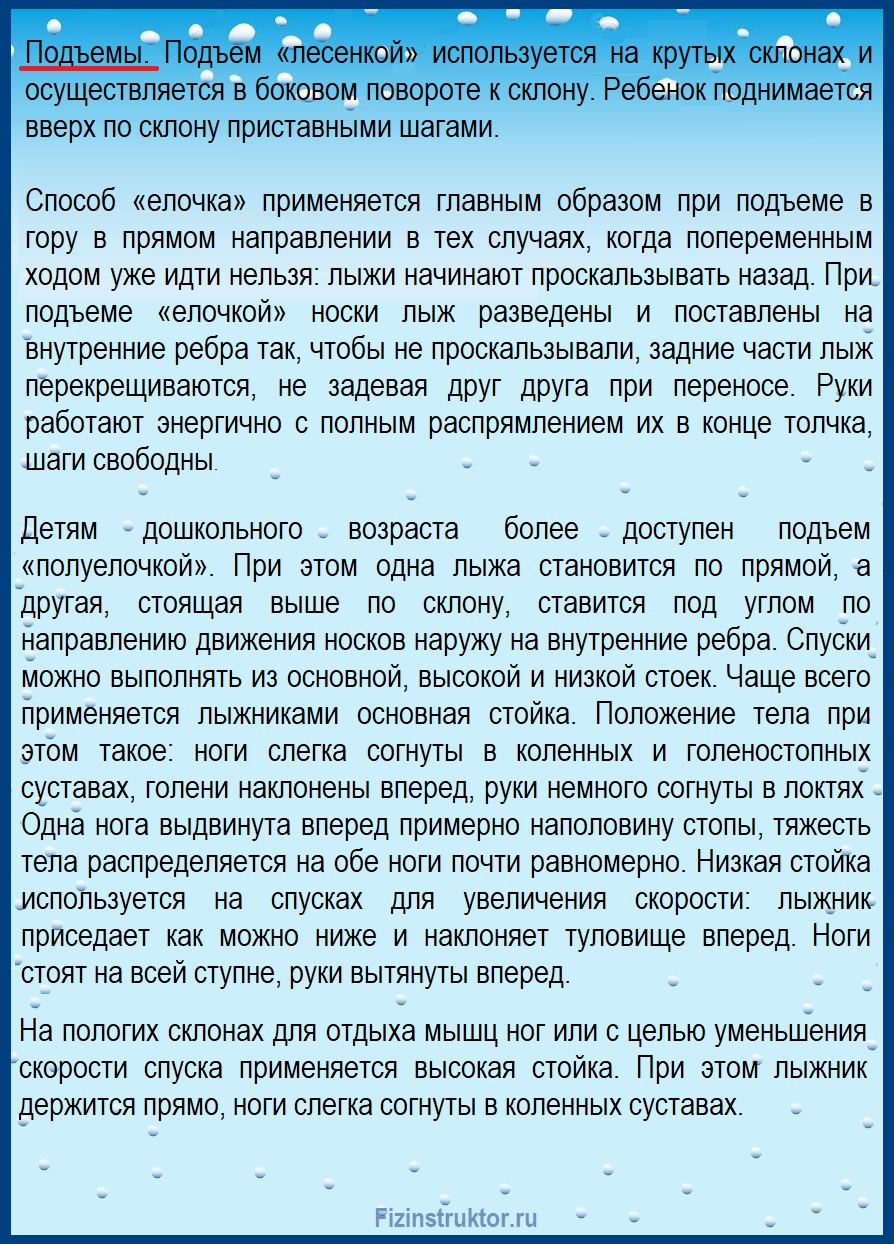 Подъемы. Подъем «лесенкой» используется на крутых склонах и
осуществляется в боковом повороте к склону. Ребенок поднимается
вверх по склону приставными шагами.
Способ «елочка» применяется главным образом при подъеме в
гору в прямом направлении в тех случаях, когда попеременным
ходом уже идти нельзя: лыжи начинают проскальзывать назад. При
подъеме «елочкой» носки лыж разведены и поставлены на
внутренние ребра так, чтобы не проскальзывали, задние части лыж
перекрещиваются, не задевая друг друга при переносе. Руки
работают энергично с полным распрямлением их в конце толчка,
шаги свободны.
Детям дошкольного возраста более доступен подъем
«полуелочкой». При этом одна лыжа становится по прямой, а
другая, стоящая выше по склону, ставится под углом по
направлению движения носков наружу на внутренние ребра. Спуски
можно выполнять из основной, высокой и низкой стоек. Чаще всего
применяется лыжниками основная стойка. Положение тела при
этом такое: ноги слегка согнуты в коленных и голеностопных
суставах, голени наклонены вперед, руки немного согнуты в локтях
Одна нога выдвинута вперед примерно наполовину стопы, тяжесть
тела распределяется на обе ноги почти равномерно. Низкая стойка
используется на спусках для увеличения скорости: лыжник
приседает как можно ниже и наклоняет туловище вперед. Ноги
стоят на всей ступне, руки вытянуты вперед.
На пологих склонах для отдыха мышц ног или с целью уменьшения
скорости спуска применяется высокая стойка. При этом лыжник
держится прямо, ноги слегка согнуты в коленных суставах.
Fizinstruktor.ru